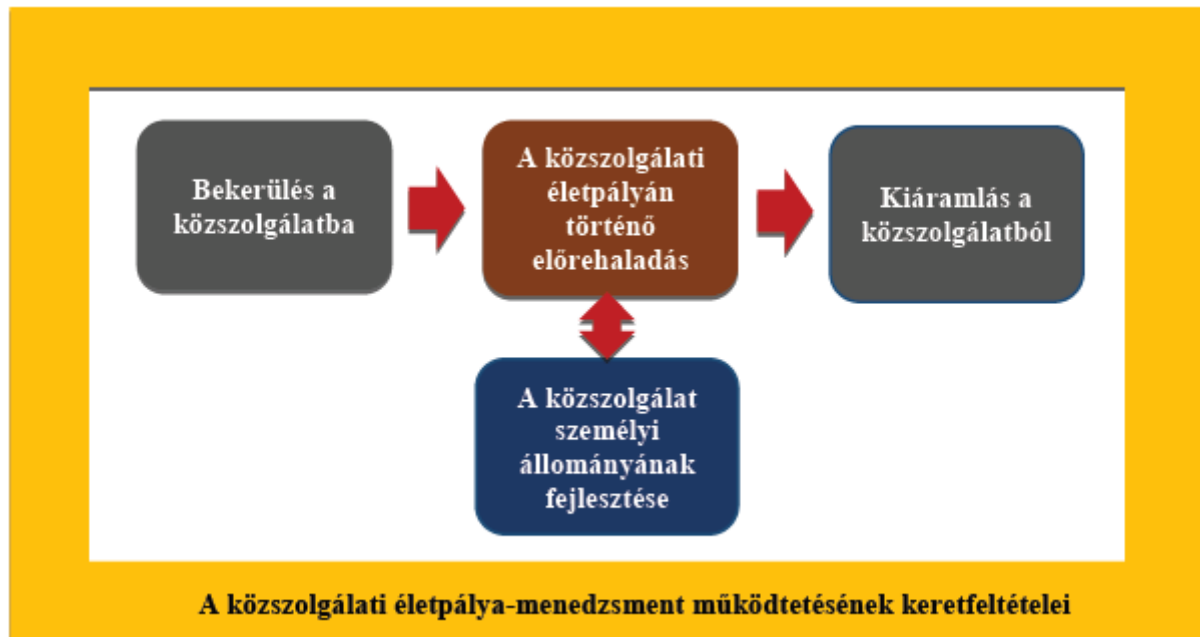 Bekerülés a
közszolgálatba
A közszolgálati
életpályán
történő
előrehaladás
Kiáramlás a
közszolgálatból
A közszolgálat
személyi
állományának
fejlesztése
A közszolgálati életpálya-menedzsment működtetésének keretfeltételei